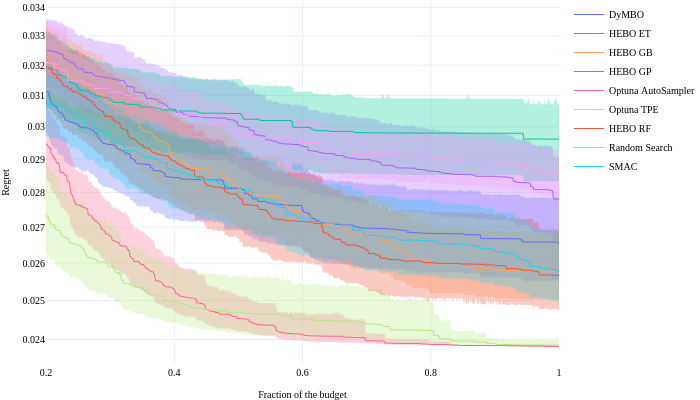 0.034
0.033
0.032
0.031
0.03
0.029
0.028
0.027
0.026
0.025
0.024
Regret
0.2
0.4
0.6
0.8
1
Fraction of the budget
DyMBO
HEBO ET
HEBO GB
HEBO GP
Optuna AutoSampler
Optuna TPE
HEBO RF
Random Search
SMAC